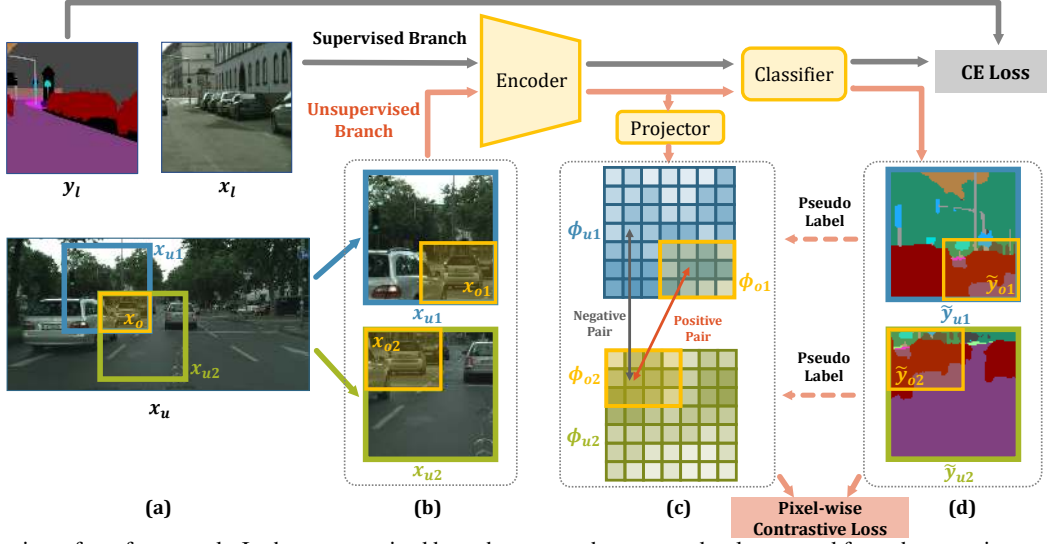 Supervised Branch
Unsupervised
Branch
Encoder
Classifier
CE Loss
Projector
y_l
x_l
x_u1
x_o
x_u2
x_u
x_o1
x_u1
x_o2
x_u2
ϕ_u1
ϕ_o1
Negative
Pair
Positive
Pair
ϕ_o2
ϕ_u2
Pseudo
Label
Pseudo
Label
ỹ_o1
ỹ_u1
ỹ_o2
ỹ_u2
(a)
(b)
(c)
(d)
Pixel-wise
Contrastive Loss